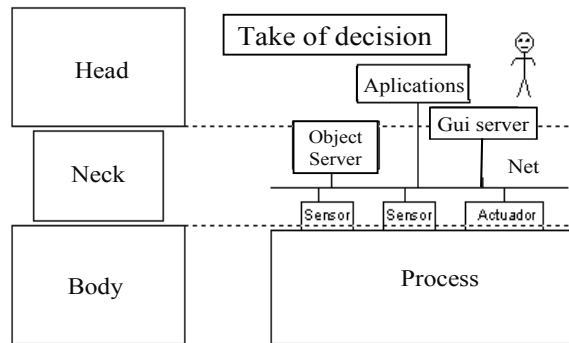 Take of decision
Head
Aplications
Gui server
Object
Server
Neck
Net
Sensor
Sensor
Actuador
Body
Process